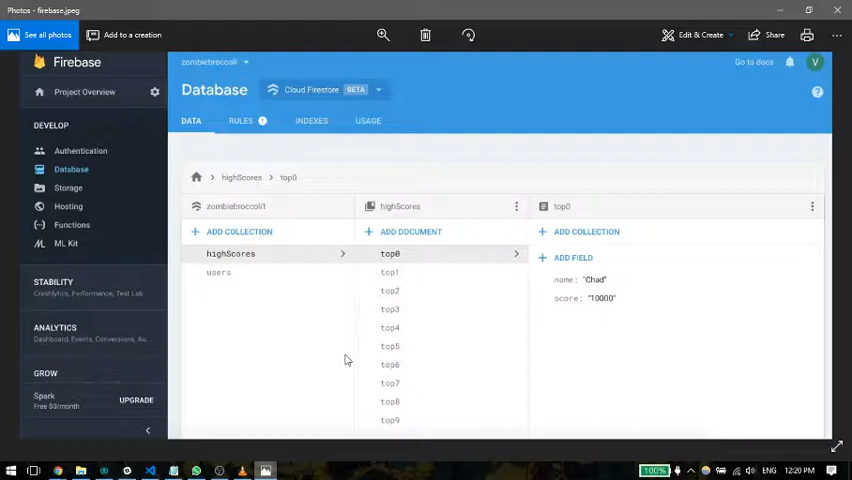 Photos - firebase.jpeg
See all photos
Add to a creation
Edit & Create
Share
Firebase
zombiebroccoli
Go to docs
V
Project Overview
Database
Cloud Firestore
BETA
DATA
RULES
INDEXES
USAGE
DEVELOP
Authentication
Database
Storage
Hosting
Functions
ML Kit
STABILITY
Crashlytics, Performance, Test Lab
ANALYTICS
Dashboard, Events, Conversions, Au...
GROW
Spark
Free $0/month
UPGRADE
highScores > top0
zombiebroccoli1
ADD COLLECTION
highScores
users
highScores
ADD DOCUMENT
top0
top1
top2
top3
top4
top5
top6
top7
top8
top9
top0
ADD COLLECTION
ADD FIELD
name: "Chad"
score: "10000"
100%
ENG
12:20 PM